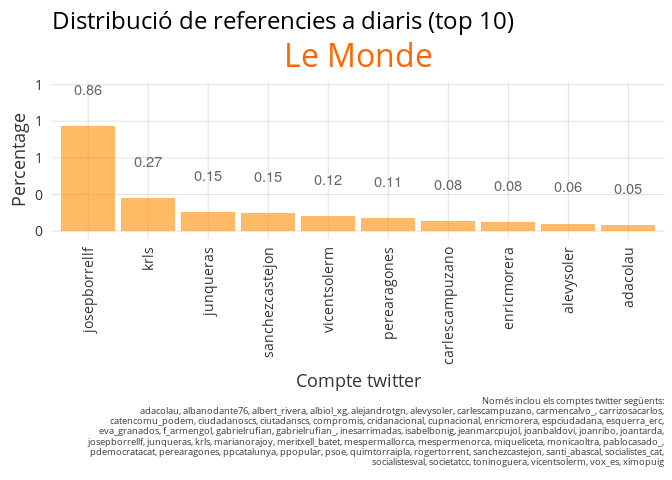 Distribució de referencies a diaris (top 10)
Le Monde
Percentage
1
1
1
0
0
0.86
0.27
0.15
0.15
0.12
0.11
0.08
0.08
0.06
0.05
josepborrellf
krls
junqueras
sanchezcastejon
vicentsolerm
perearagones
carlescampuzano
enricmorera
alevysoler
adacolau
Compte twitter
Només inclou els comptes twitter següents:
adacolau, albanodante76, albert_rivera, albiol_xg, alejandrotgn, alevysoler, carlescampuzano, carmencalvo_, carrizosacarlos,
catencomu_podem, ciudadanoscs, ciutadanscs, compromis, cridanacional, cupnacional, enricmorera, espciudadana, esquerra_erc,
eva_granados, f_armengol, gabrielrufian, gabrielrufian_, inesarrimadas, isabelbonig, jeanmarcpujol, joanbaldovi, joanribo, joantarda,
josepborrellf, junqueras, krls, marianorajoy, meritxell_batet, mespermallorca, mespermenorca, miqueliceta, monicaoltra, pablocasado_,
pdemocratacat, perearagones, ppcatalunya, ppopular, psoe, quimtorraipla, rogertorrent, sanchezcastejon, santi_abascal, socialistes_cat,
socialistesval, societatcc, toninoguera, vicentsolerm, vox_es, ximopuig